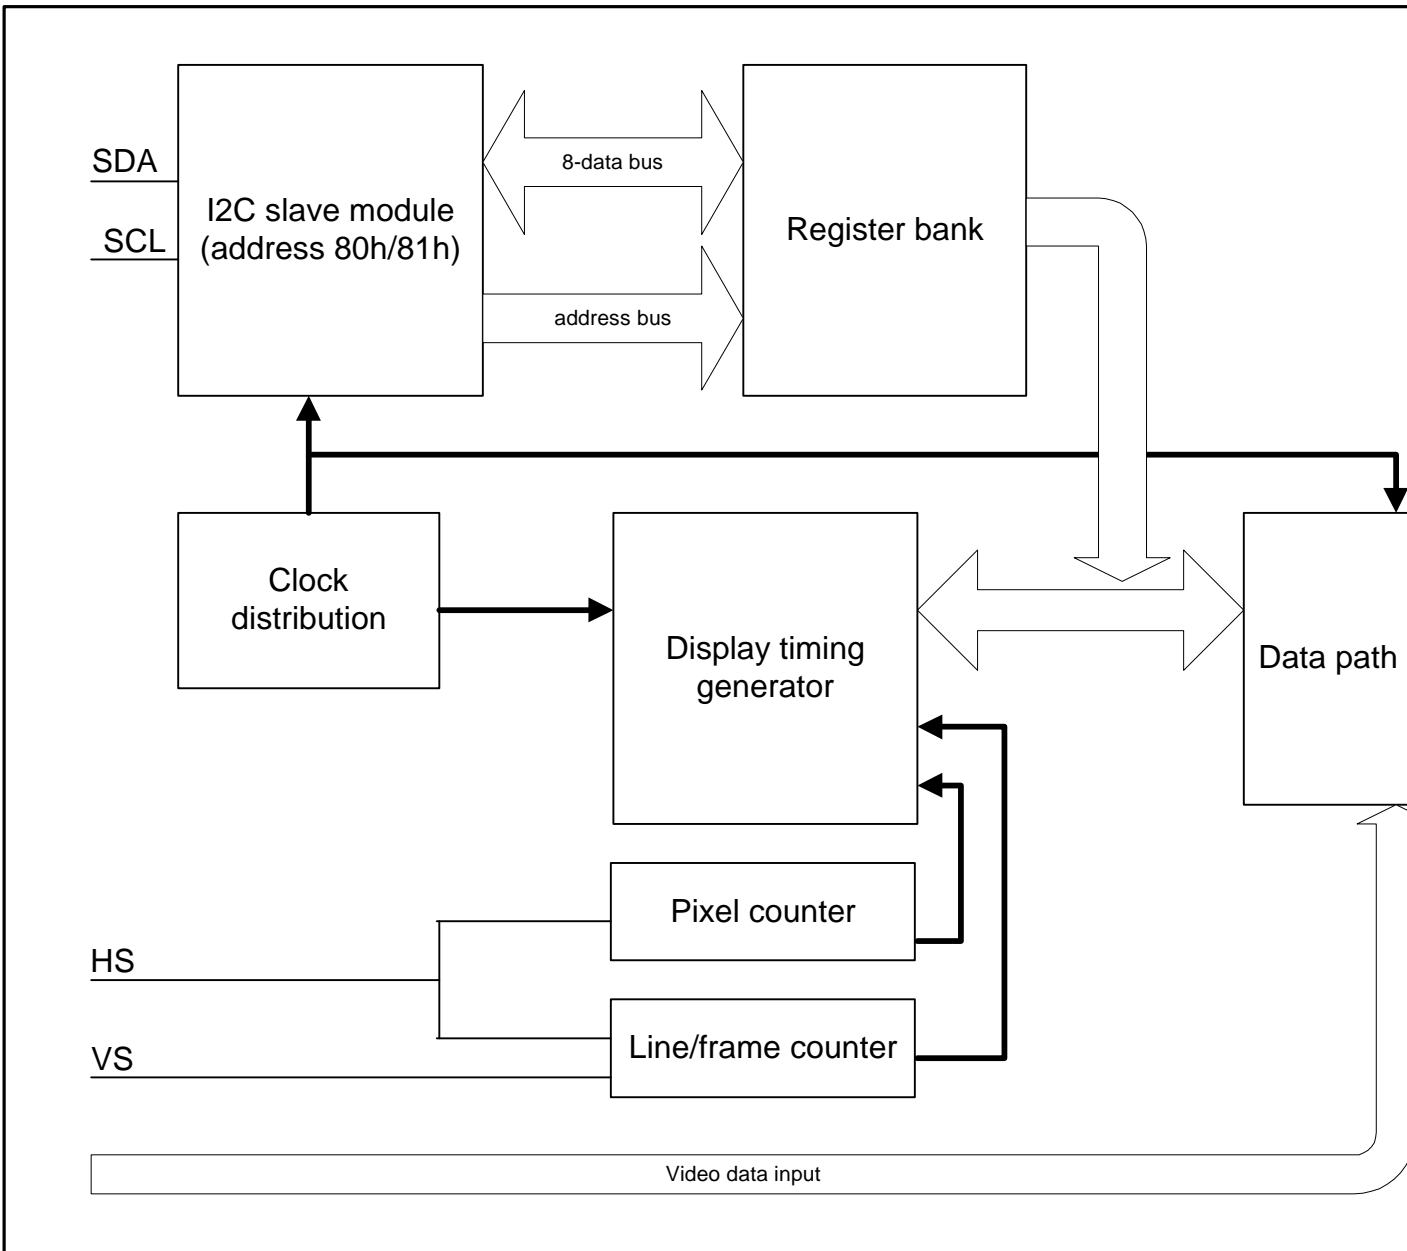 SDA
SCL
I2C slave module
(address 80h/81h)
8-data bus
address bus
Register bank
Clock
distribution
Display timing
generator
Data path
Pixel counter
HS
Line/frame counter
VS
Video data input